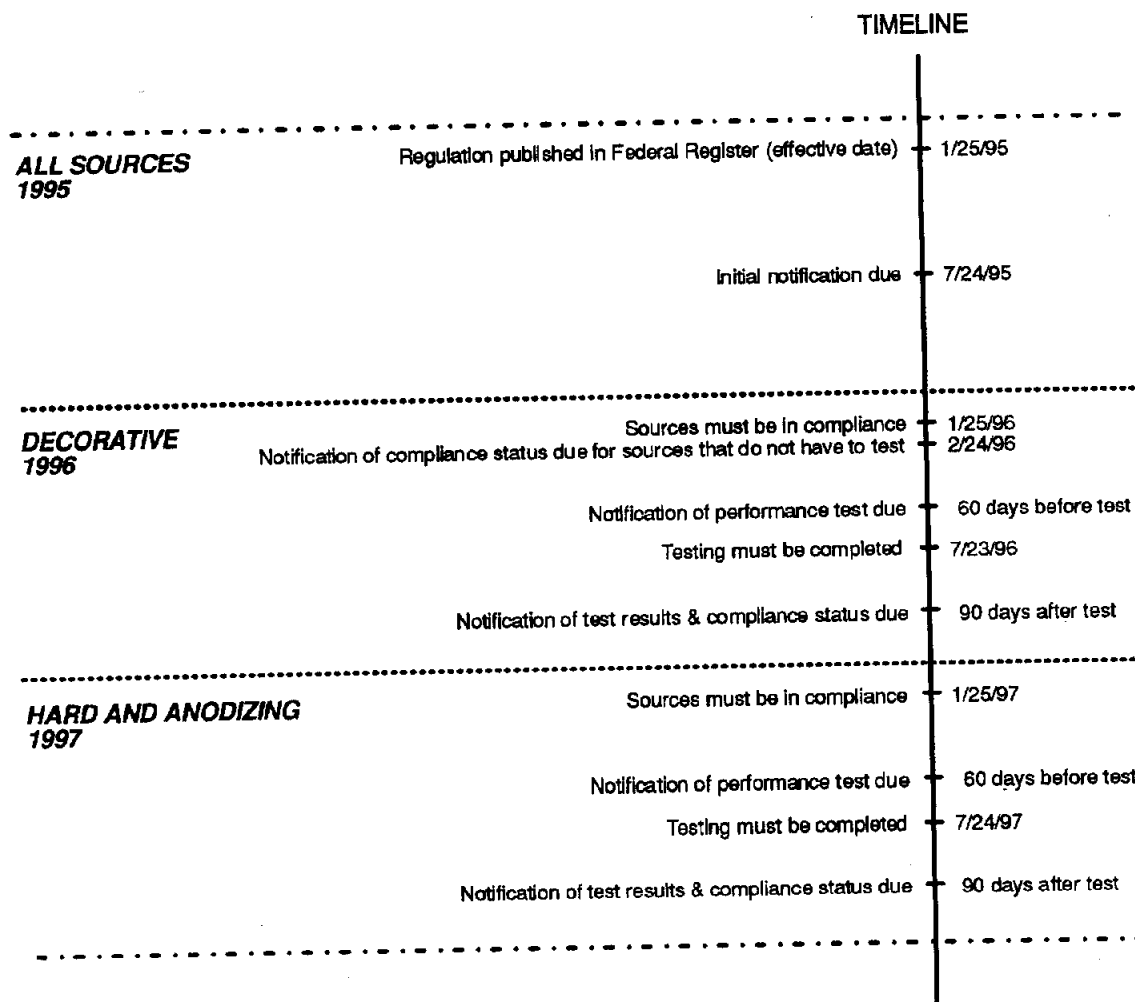 TIMELINE
ALL SOURCES
1995
Regulation published in Federal Register (effective date) 1/25/95
Initial notification due 7/24/95
DECORATIVE
1996
Sources must be in compliance 1/25/96
Notification of compliance status due for sources that do not have to test 2/24/96
Notification of performance test due 60 days before test
Testing must be completed 7/23/96
Notification of test results & compliance status due 90 days after test
HARD AND ANODIZING
1997
Sources must be in compliance 1/25/97
Notification of performance test due 60 days before test
Testing must be completed 7/24/97
Notification of test results & compliance status due 90 days after test